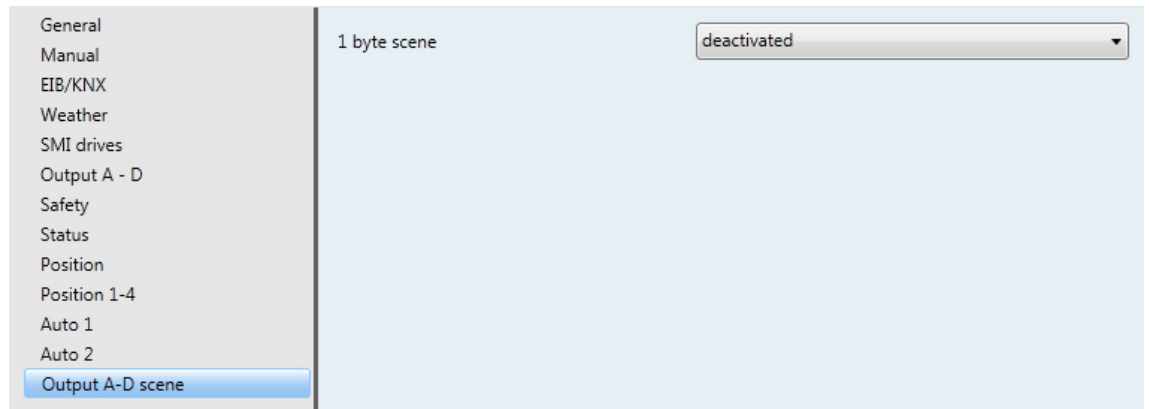 General
Manual
EIB/KNX
Weather
SMI drives
Output A - D
Safety
Status
Position
Position 1-4
Auto 1
Auto 2
Output A-D scene
1 byte scene
deactivated